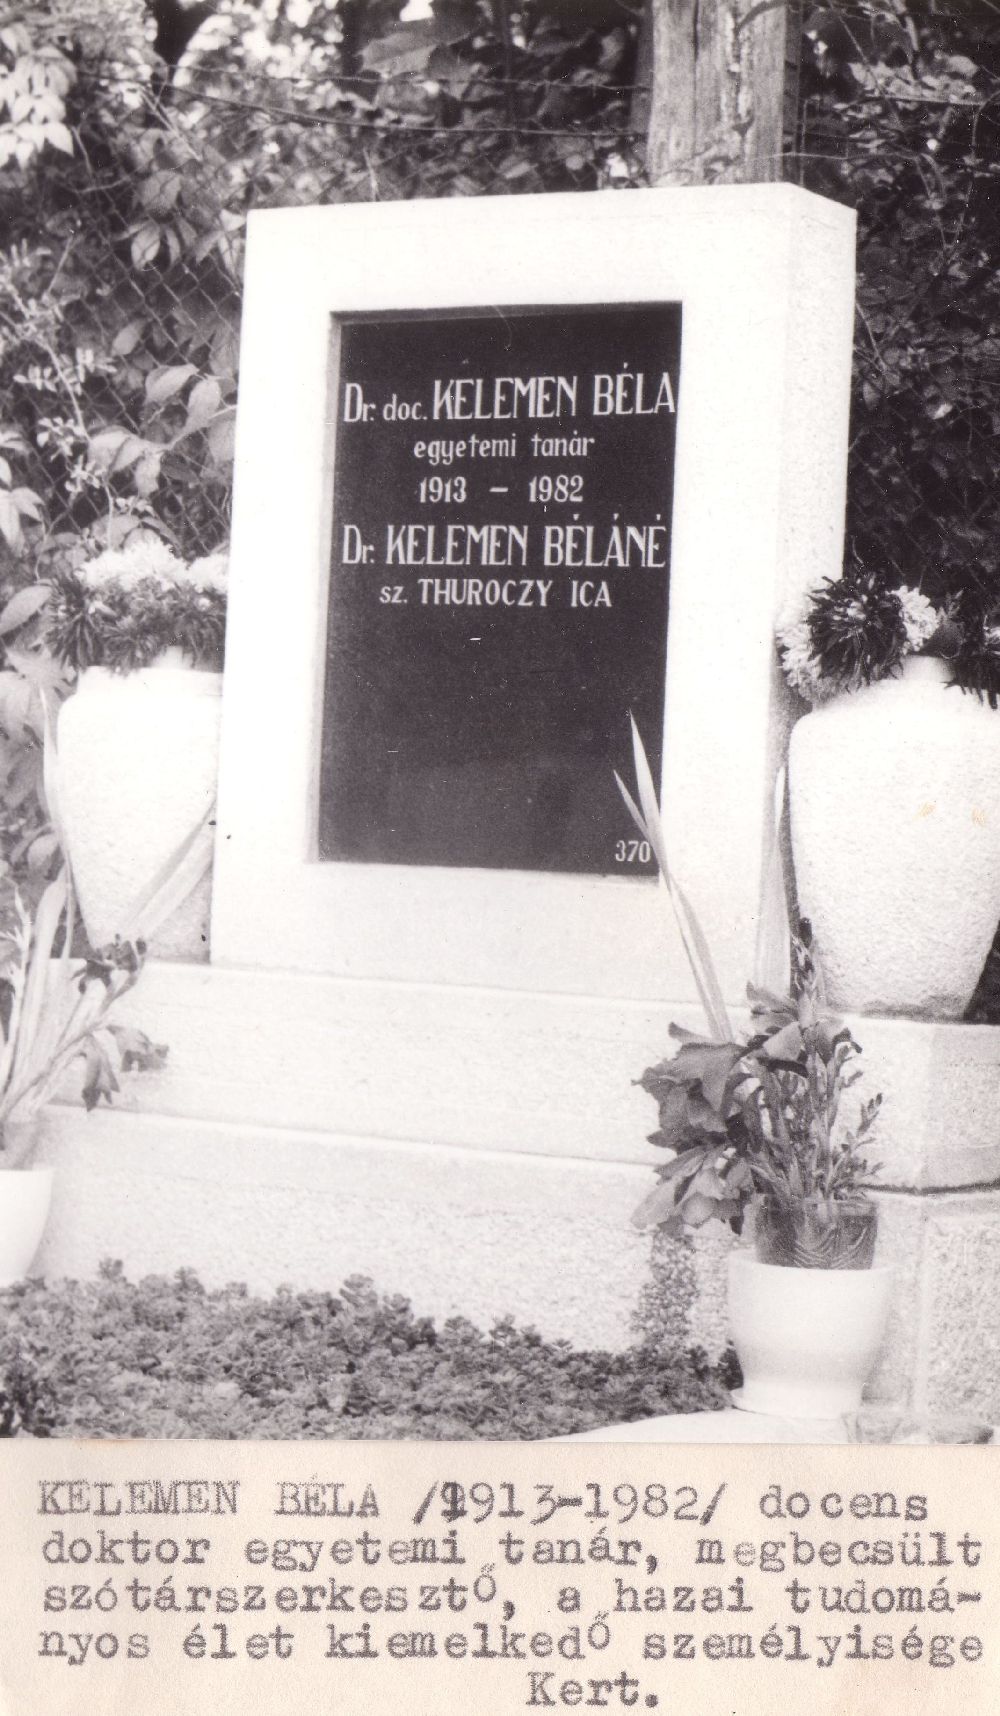 Dr. doc. KELEMEN BÉLA
egyetemi tanár
1913 - 1982
Dr. KELEMEN BÉLÁNÉ
sz. THUROCZY ICA
370
KELEMEN BÉLA /1913-1982/ docens
doktor egyetemi tanár, megbecsült
szótárszerkesztő, a hazai tudomá-
nyos élet kiemelkedő személyisége
Kert.